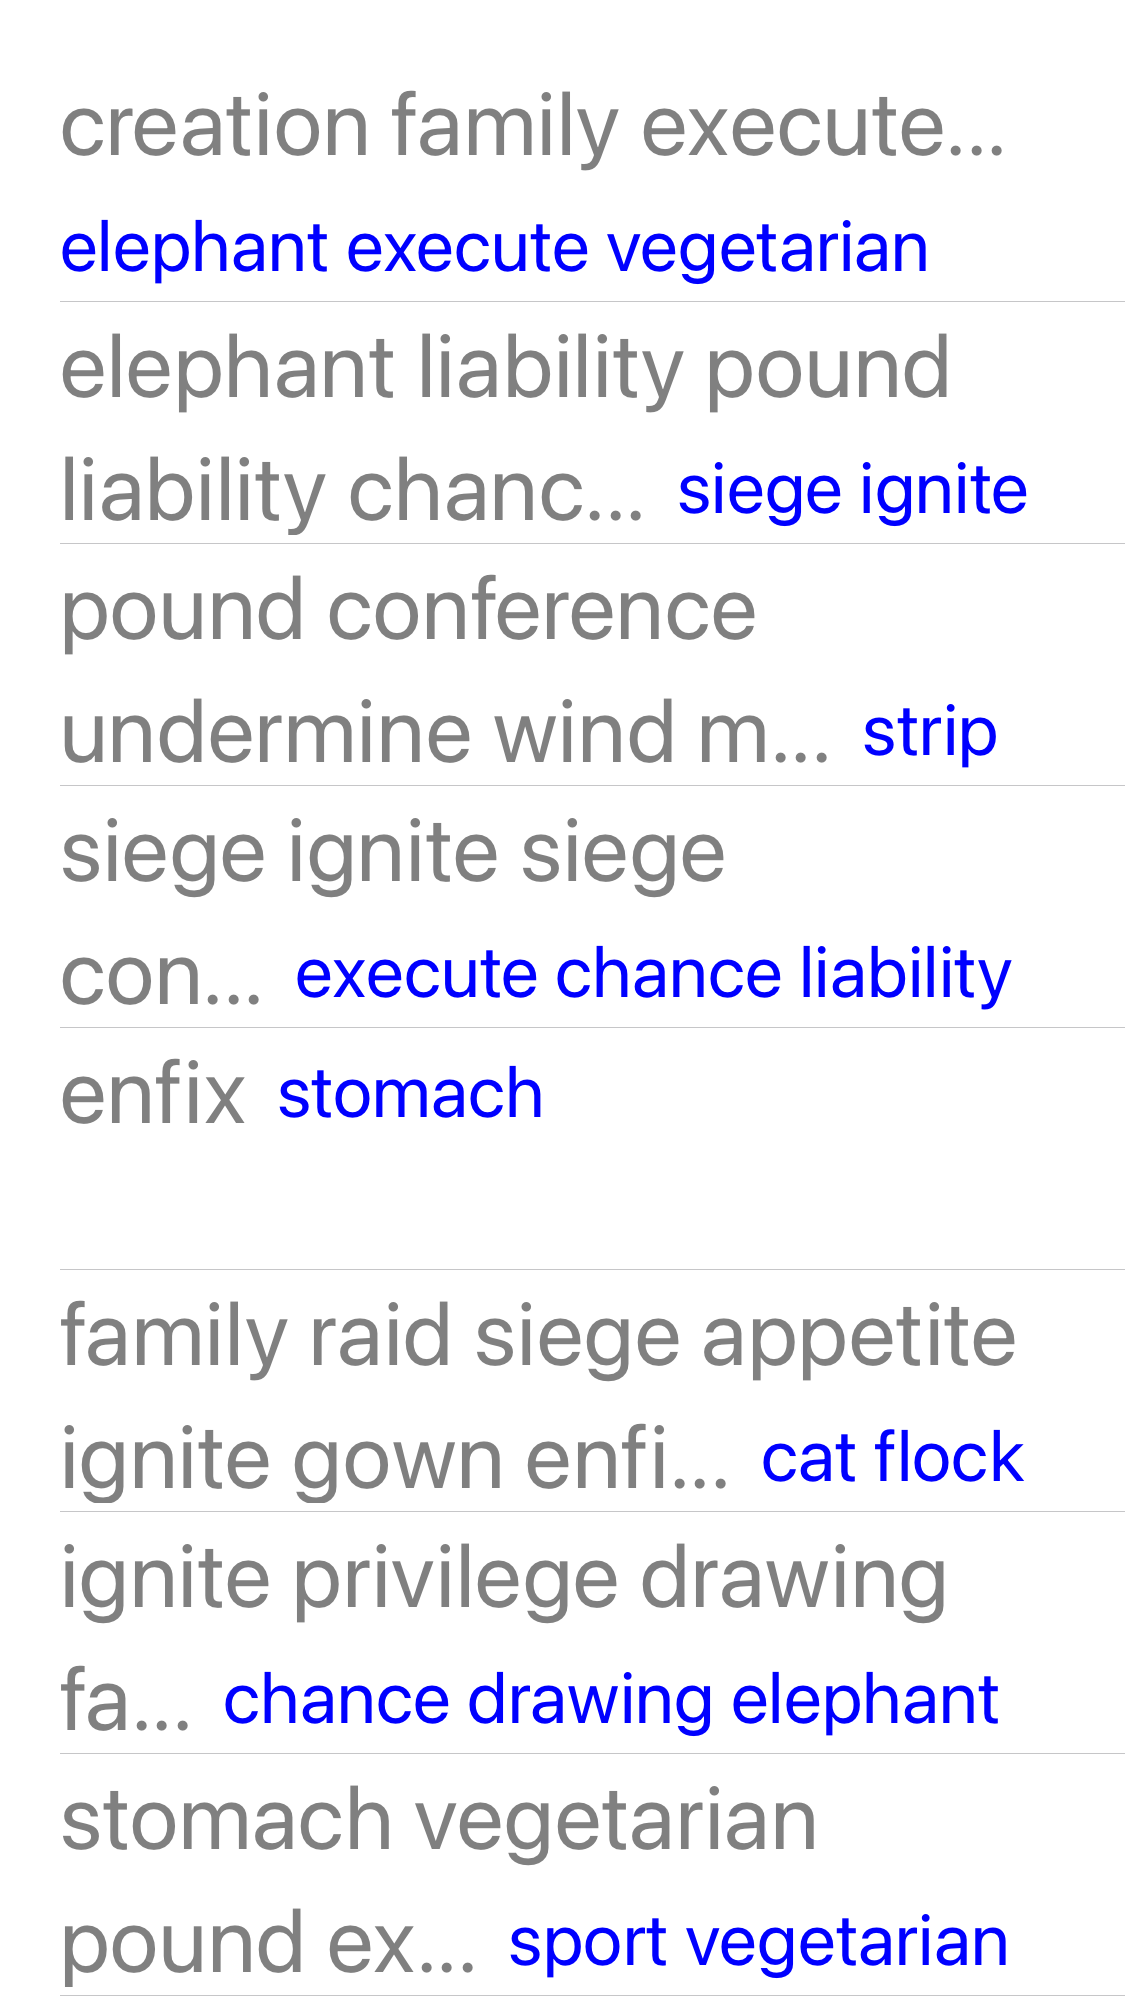 creation family execute...
elephant execute vegetarian
elephant liability pound
liability chanc... siege ignite
pound conference
undermine wind m... strip
siege ignite siege
con... execute chance liability
enfix stomach
family raid siege appetite
ignite gown enfi... cat flock
ignite privilege drawing
fa... chance drawing elephant
stomach vegetarian
pound ex... sport vegetarian